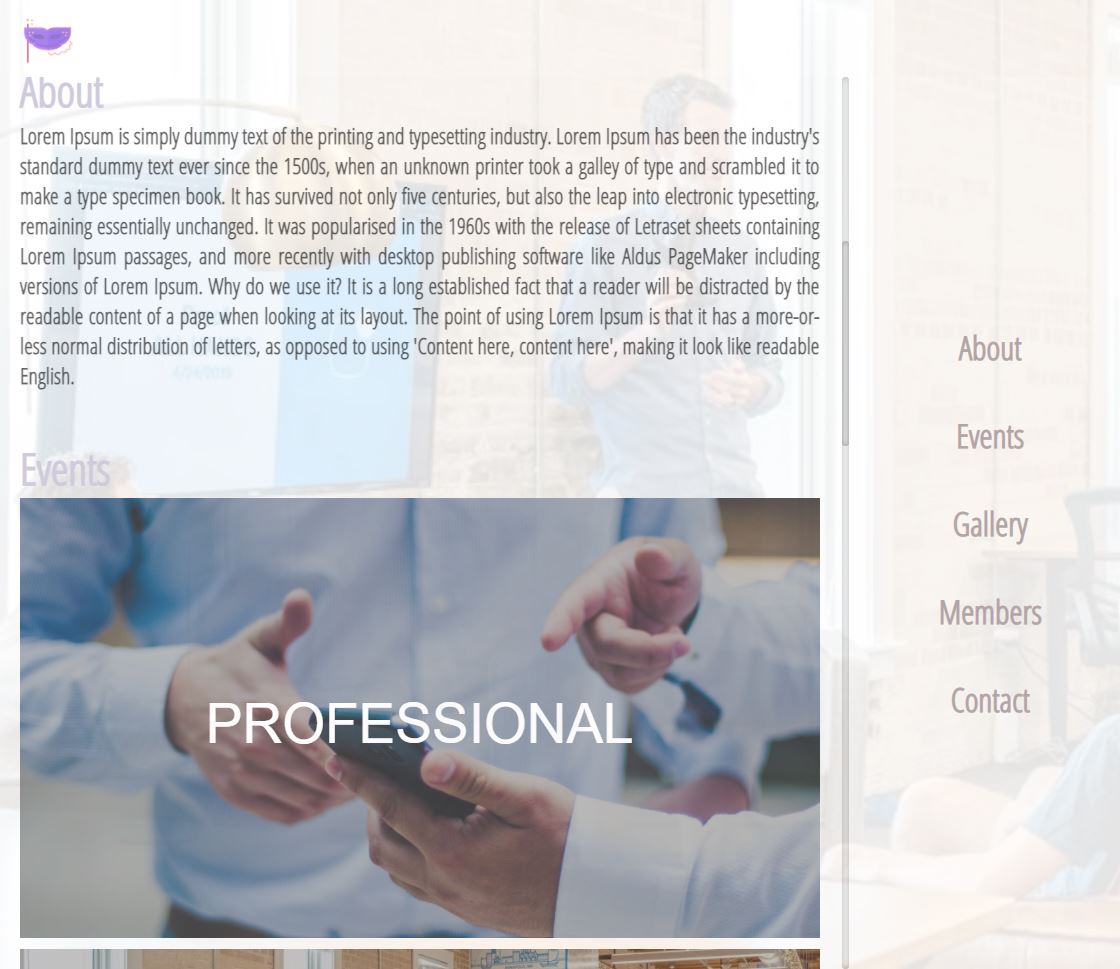 About
Lorem Ipsum is simply dummy text of the printing and typesetting industry. Lorem Ipsum has been the industry's
standard dummy text ever since the 1500s, when an unknown printer took a galley of type and scrambled it to
make a type specimen book. It has survived not only five centuries, but also the leap into electronic typesetting,
remaining essentially unchanged. It was popularised in the 1960s with the release of Letraset sheets containing
Lorem Ipsum passages, and more recently with desktop publishing software like Aldus PageMaker including
versions of Lorem Ipsum. Why do we use it? It is a long established fact that a reader will be distracted by the
readable content of a page when looking at its layout. The point of using Lorem Ipsum is that it has a more-or-
less normal distribution of letters, as opposed to using 'Content here, content here', making it look like readable
English.
4/24/2019
Events
PROFESSIONAL
About
Events
Gallery
Members
Contact